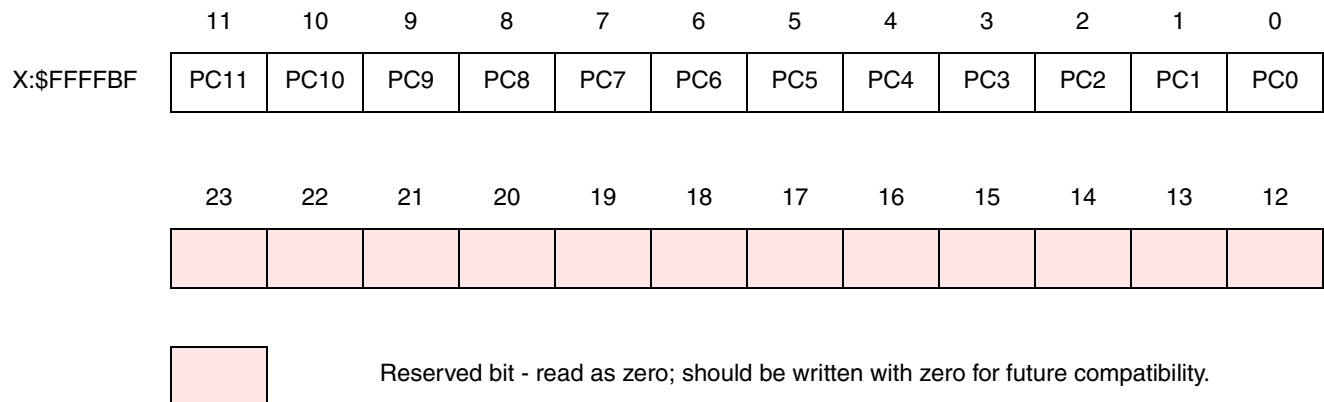 11 10 9 8 7 6 5 4 3 2 1 0
X:$FFFFBF PC11 PC10 PC9 PC8 PC7 PC6 PC5 PC4 PC3 PC2 PC1 PC0
23 22 21 20 19 18 17 16 15 14 13 12
Reserved bit - read as zero; should be written with zero for future compatibility.